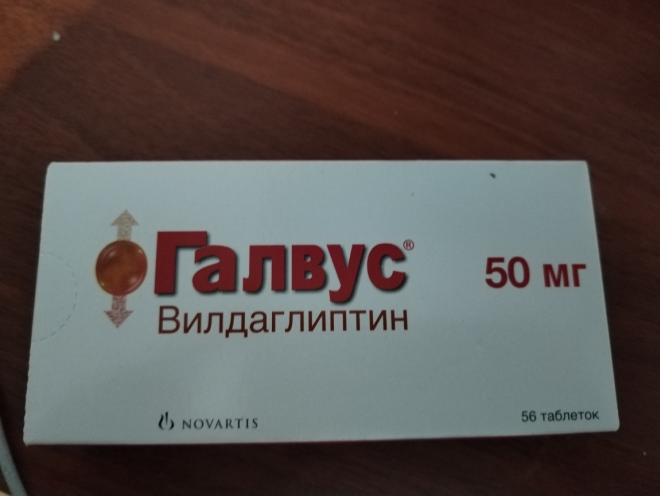 Галвус®
50 мг
Вилдаглиптин
NOVARTIS
56 таблеток